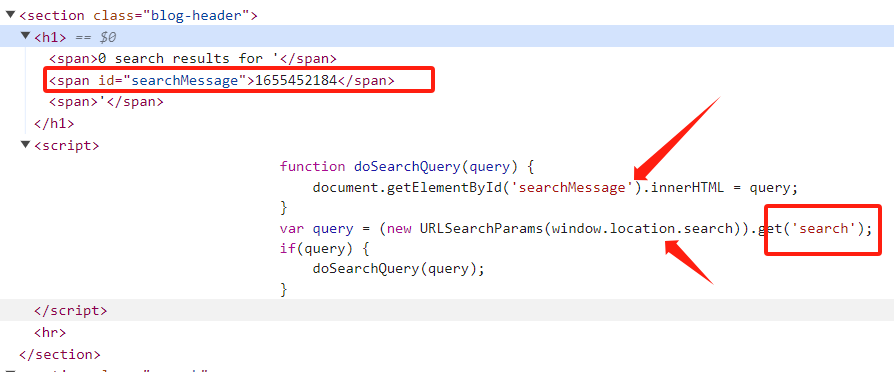 <section class="blog-header">
<h1> == $0
<span>0 search results for '</span>
<span id="searchMessage">1655452184</span>
<span>'</span>
</h1>
<script>
function doSearchQuery(query) {
document.getElementById('searchMessage').innerHTML = query;
}
var query = (new URLSearchParams(window.location.search)).get('search');
if(query) {
doSearchQuery(query);
}
</script>
<hr>
</section>